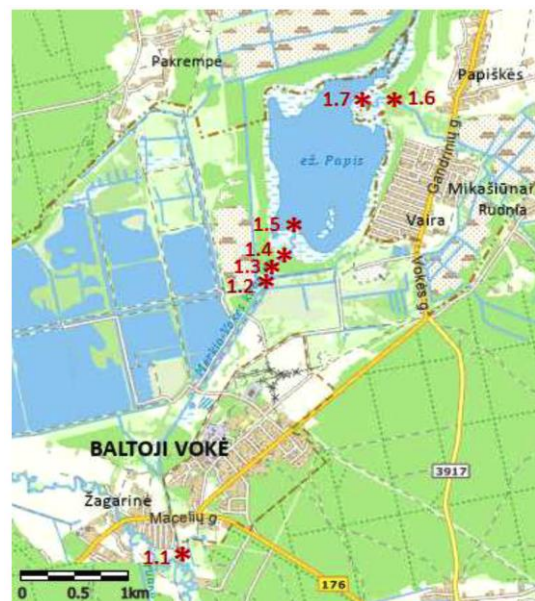 Pakrempe
Papiškės
1.7 * * 1.6
Gandrinių g.
ež. Papis
Mikašiūnai
Rudnia
Vaira
1.5 *
1.4 *
1.3 *
1.2 *
Vokės g.
BALTOJI VOKĖ
3917
Žagarinė
Macelių g.
1.1 *
0 0.5 1km
176